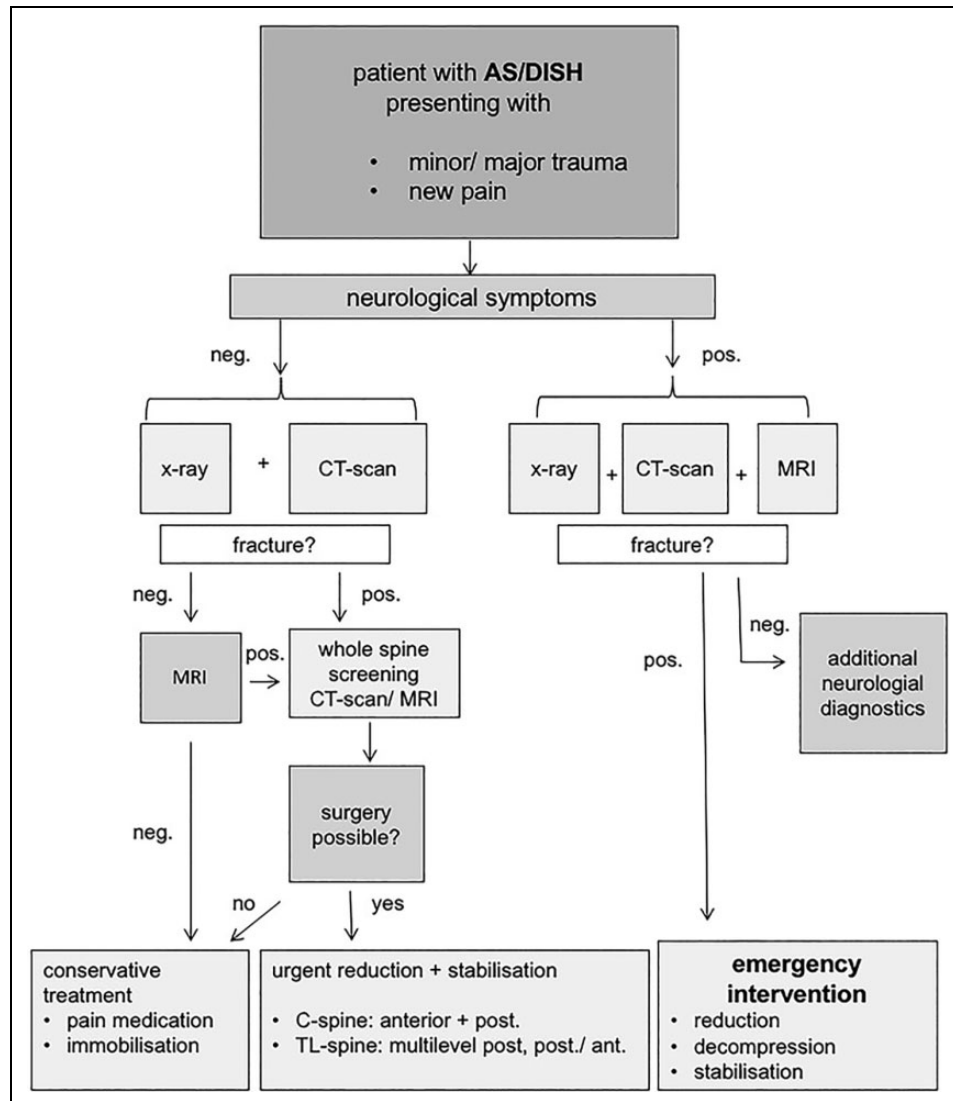 patient with AS/DISH
presenting with
• minor/ major trauma
• new pain
neurological symptoms
neg.
pos.
x-ray
+
CT-scan
x-ray
+
CT-scan
+
MRI
fracture?
fracture?
neg.
pos.
pos.
neg.
MRI
pos.
whole spine
screening
CT-scan/ MRI
additional
neurologial
diagnostics
surgery
possible?
neg.
no
yes
conservative
treatment
• pain medication
• immobilisation
urgent reduction + stabilisation
• C-spine: anterior + post.
• TL-spine: multilevel post, post./ ant.
emergency
intervention
• reduction
• decompression
• stabilisation